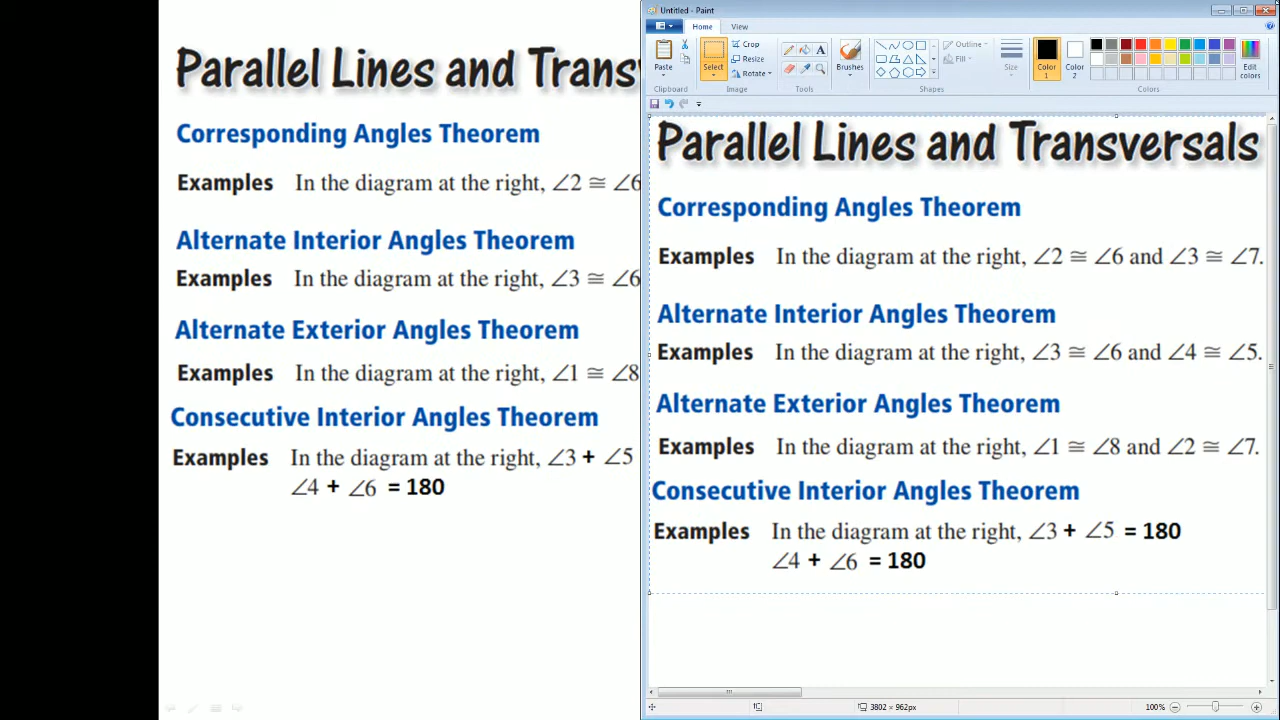 Parallel Lines and Trans
Corresponding Angles Theorem
Examples In the diagram at the right, ∠2 ≅ ∠6
Alternate Interior Angles Theorem
Examples In the diagram at the right, ∠3 ≅ ∠6
Alternate Exterior Angles Theorem
Examples In the diagram at the right, ∠1 ≅ ∠8
Consecutive Interior Angles Theorem
Examples In the diagram at the right, ∠3 + ∠5
∠4 + ∠6 = 180
Untitled - Paint
Home View
Paste
Select
Crop
Resize
Rotate
Brushes
Outline
Fill
Size
Color 1
Color 2
Edit colors
Clipboard Image Tools Shapes Colors
Parallel Lines and Transversals
Corresponding Angles Theorem
Examples In the diagram at the right, ∠2 ≅ ∠6 and ∠3 ≅ ∠7.
Alternate Interior Angles Theorem
Examples In the diagram at the right, ∠3 ≅ ∠6 and ∠4 ≅ ∠5.
Alternate Exterior Angles Theorem
Examples In the diagram at the right, ∠1 ≅ ∠8 and ∠2 ≅ ∠7.
Consecutive Interior Angles Theorem
Examples In the diagram at the right, ∠3 + ∠5 = 180
∠4 + ∠6 = 180
3802 × 962px 100%